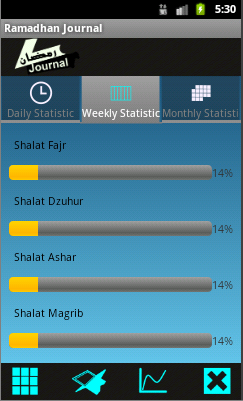 5:30
Ramadhan Journal
رمضان
Journal
Daily Statistic
Weekly Statistic
Monthly Statisti
Shalat Fajr
14%
Shalat Dzuhur
14%
Shalat Ashar
14%
Shalat Magrib
14%